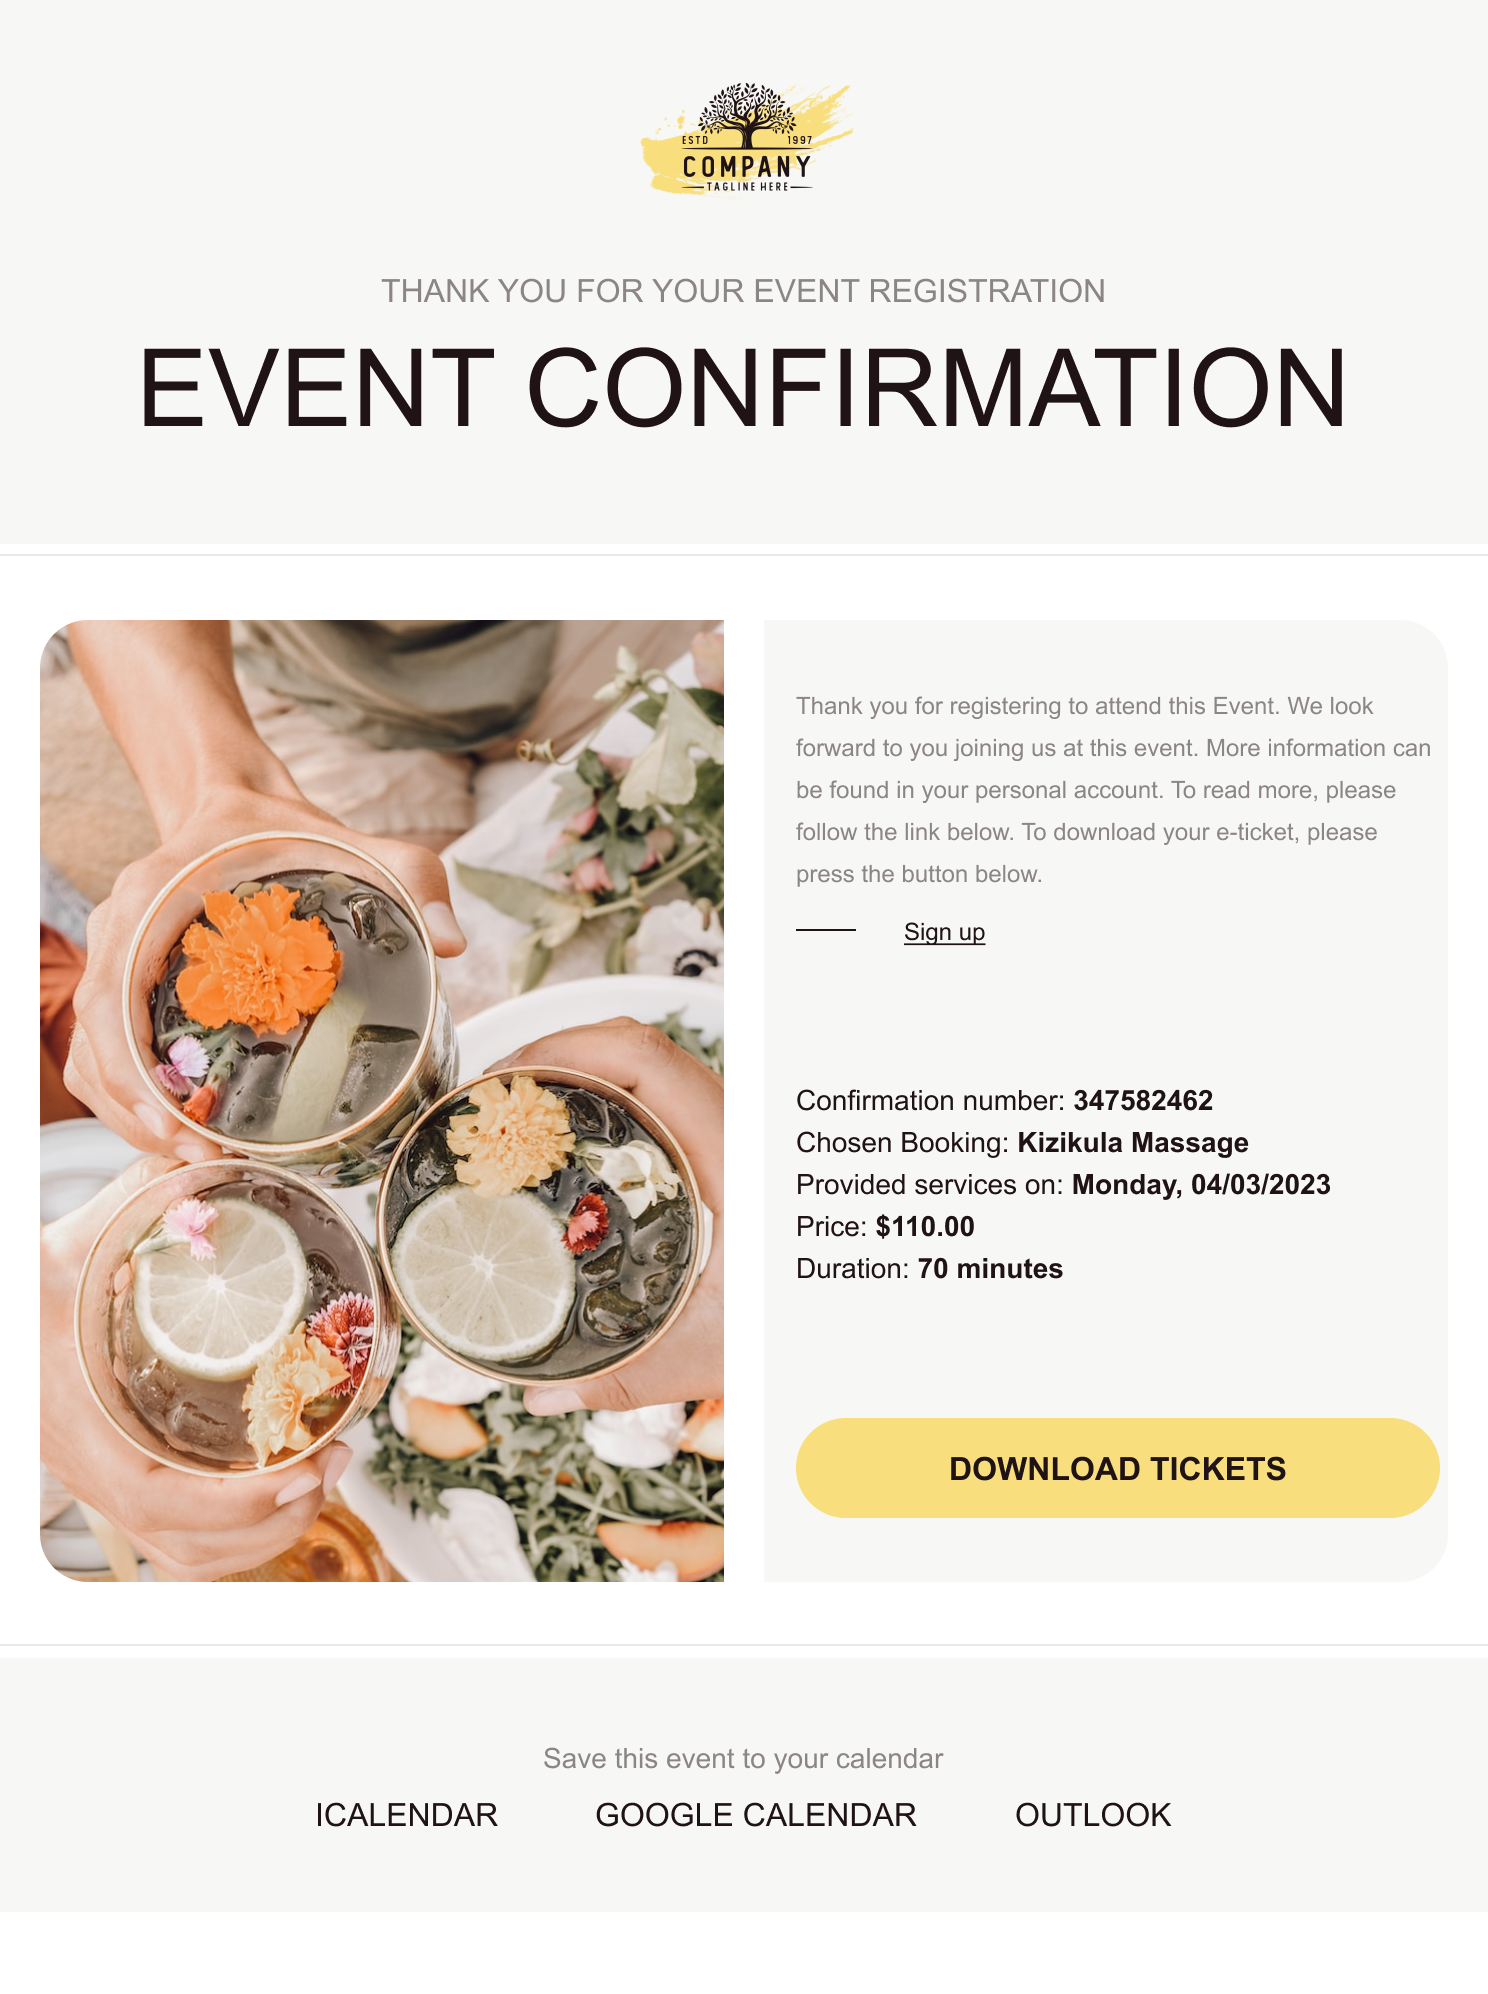 ESTD 1997
COMPANY
TAGLINE HERE
THANK YOU FOR YOUR EVENT REGISTRATION
EVENT CONFIRMATION
Thank you for registering to attend this Event. We look
forward to you joining us at this event. More information can
be found in your personal account. To read more, please
follow the link below. To download your e-ticket, please
press the button below.
Sign up
Confirmation number: 347582462
Chosen Booking: Kizikula Massage
Provided services on: Monday, 04/03/2023
Price: $110.00
Duration: 70 minutes
DOWNLOAD TICKETS
Save this event to your calendar
ICALENDAR GOOGLE CALENDAR OUTLOOK